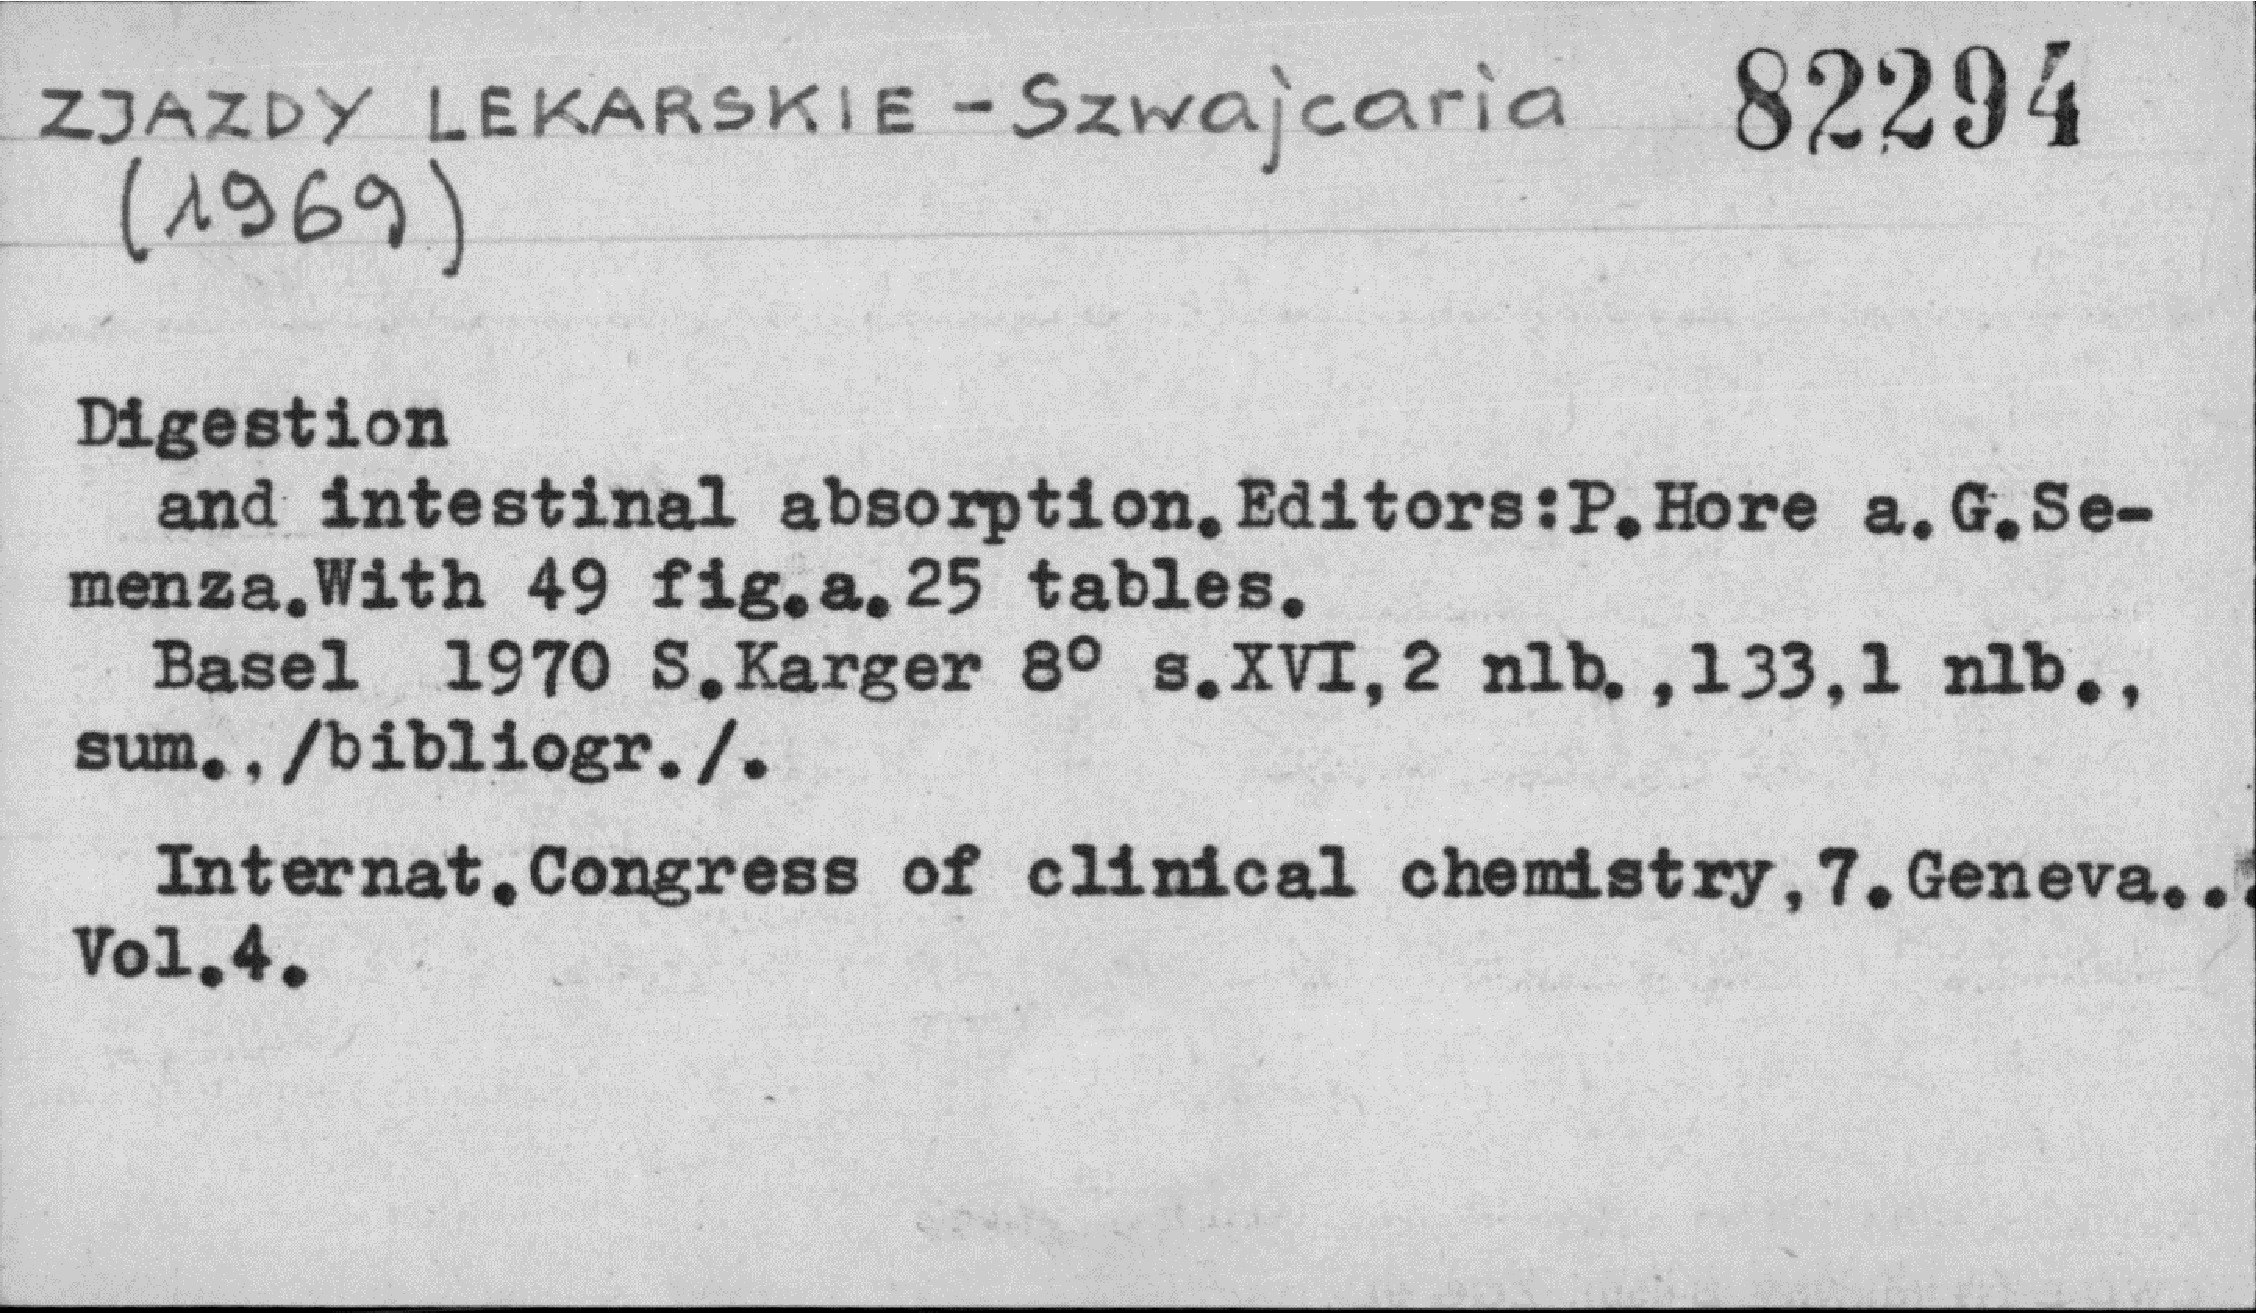 ZJAZDY LEKARSKIE - Szwajcaria 82294
(1969)
Digestion
and intestinal absorption.Editors:P.Hore a.G.Se-
menza.With 49 fig.a.25 tables.
Basel 1970 S.Karger 8° s.XVI,2 nlb.,133,1 nlb.,
sum.,/bibliogr./.
Internat.Congress of clinical chemistry,7.Geneva...
Vol.4.